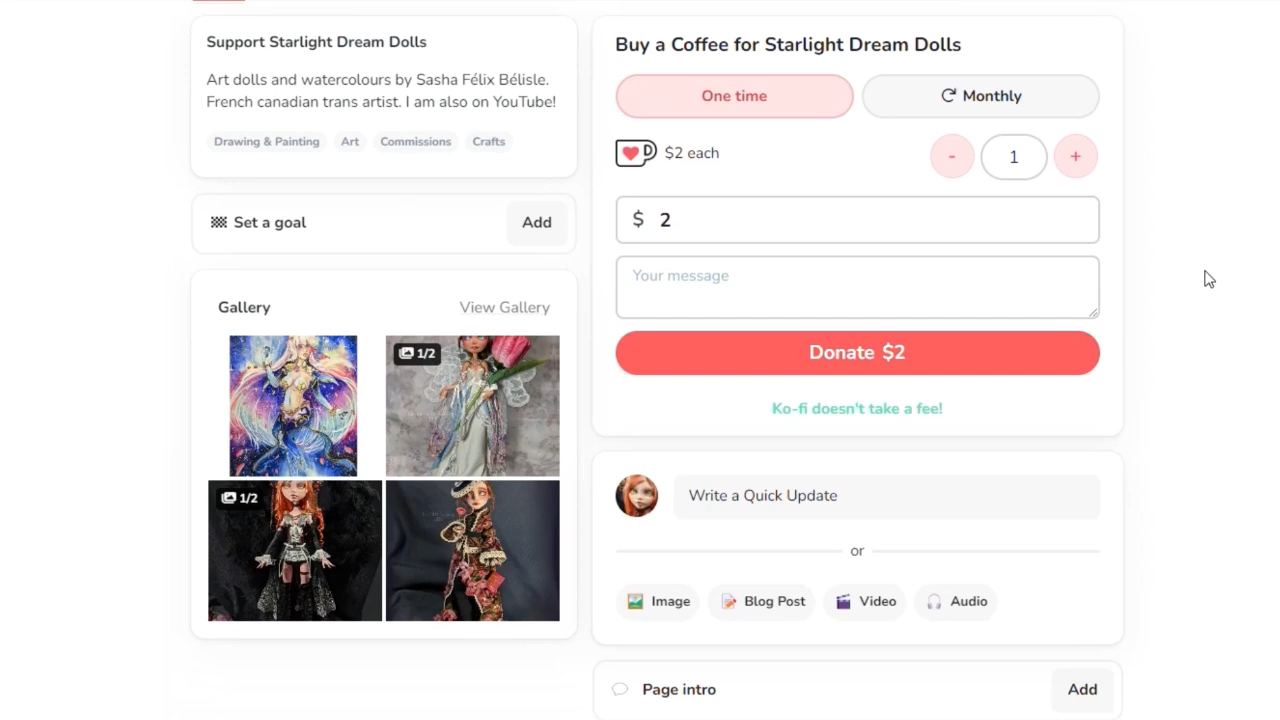 Support Starlight Dream Dolls
Art dolls and watercolours by Sasha Félix Bélisle.
French canadian trans artist. I am also on YouTube!
Drawing & Painting Art Commissions Crafts
Set a goal Add
Gallery View Gallery
1/2
1/2
Buy a Coffee for Starlight Dream Dolls
One time Monthly
$2 each - 1 +
$ 2
Your message
Donate $2
Ko-fi doesn't take a fee!
Write a Quick Update
or
Image Blog Post Video Audio
Page intro Add